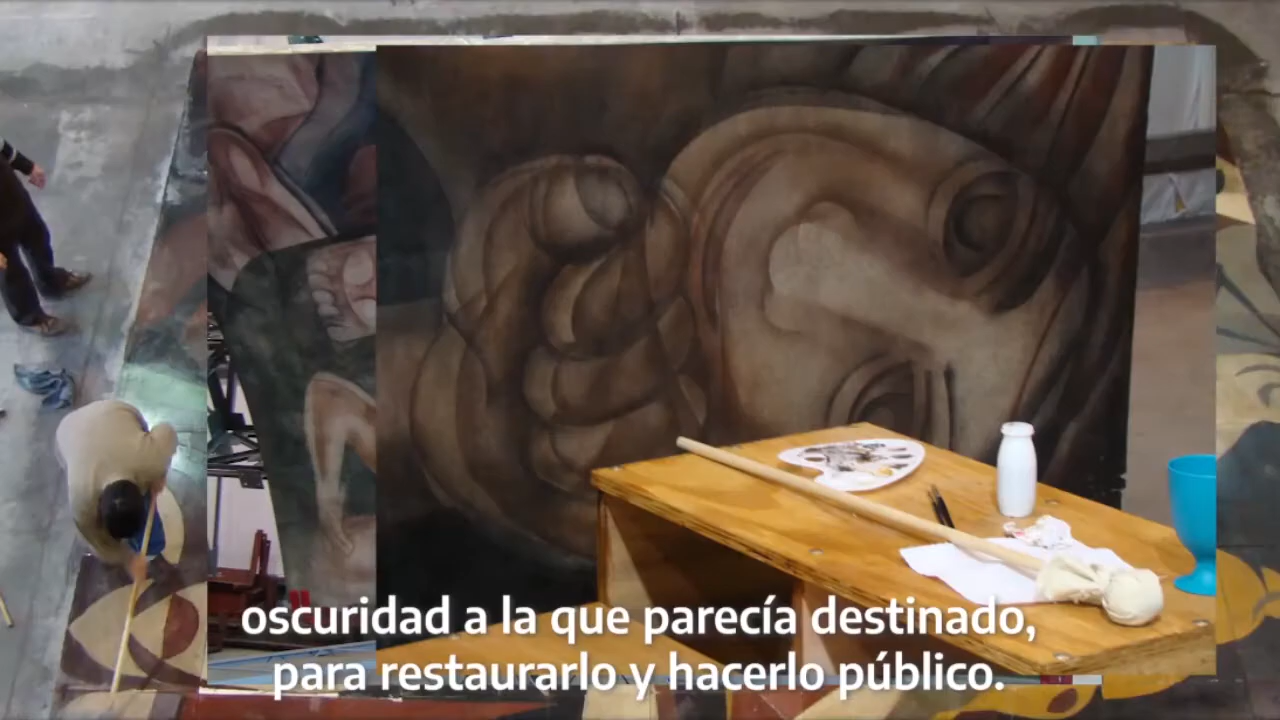 oscuridad a la que parecía destinado,
para restaurarlo y hacerlo público.